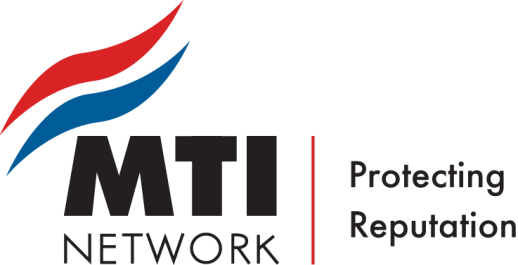 MTI
NETWORK
Protecting
Reputation